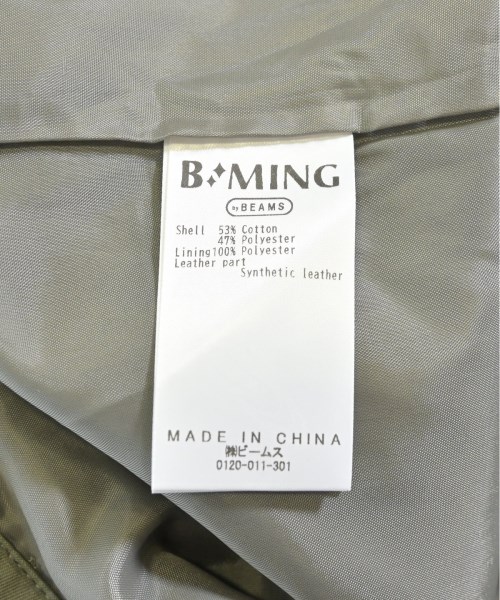 B MING
by BEAMS
Shell 53% Cotton
47% Polyester
Lining100% Polyester
Leather part
Synthetic leather
MADE IN CHINA
㈱ビームス
0120-011-301